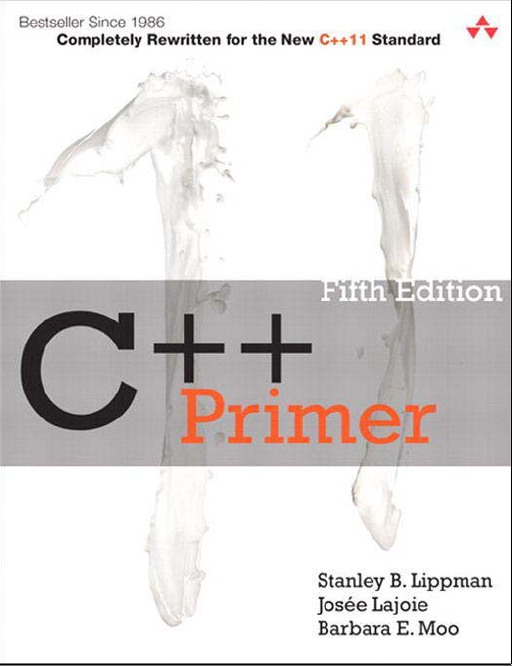 Bestseller Since 1986
Completely Rewritten for the New C++11 Standard
Fifth Edition
C++
Primer
Stanley B. Lippman
Josée Lajoie
Barbara E. Moo